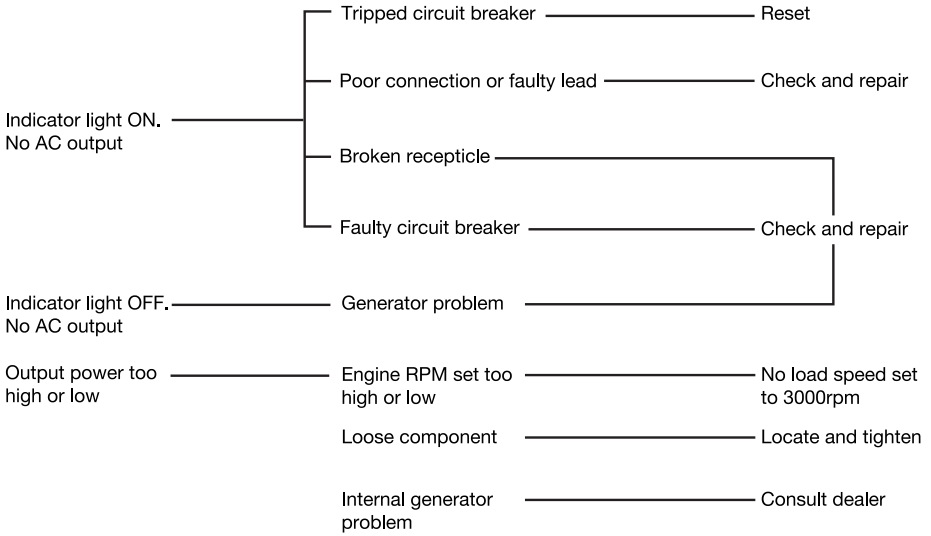 Tripped circuit breaker
Reset
Poor connection or faulty lead
Check and repair
Indicator light ON.
No AC output
Broken recepticle
Faulty circuit breaker
Check and repair
Indicator light OFF.
No AC output
Generator problem
Output power too
high or low
Engine RPM set too
high or low
No load speed set
to 3000rpm
Loose component
Locate and tighten
Internal generator
problem
Consult dealer